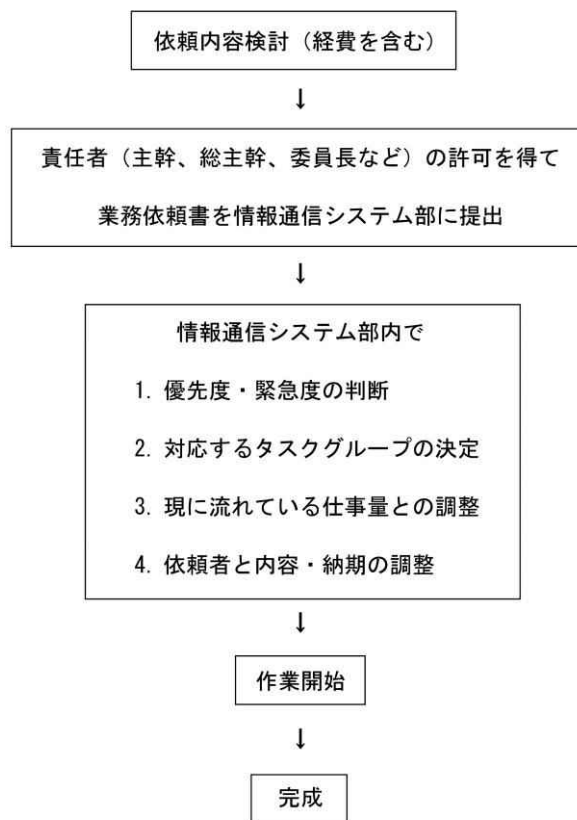 依頼内容検討（経費を含む）
↓
責任者（主幹、総主幹、委員長など）の許可を得て
業務依頼書を情報通信システム部に提出
↓
情報通信システム部内で
1. 優先度・緊急度の判断
2. 対応するタスクグループの決定
3. 現に流れている仕事量との調整
4. 依頼者と内容・納期の調整
↓
作業開始
↓
完成